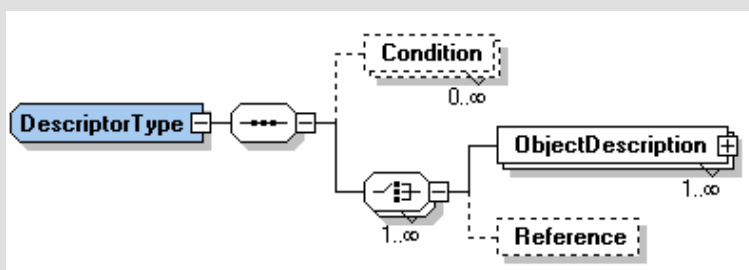 Condition
0..∞
DescriptorType
ObjectDescription
1..∞
1..∞
Reference